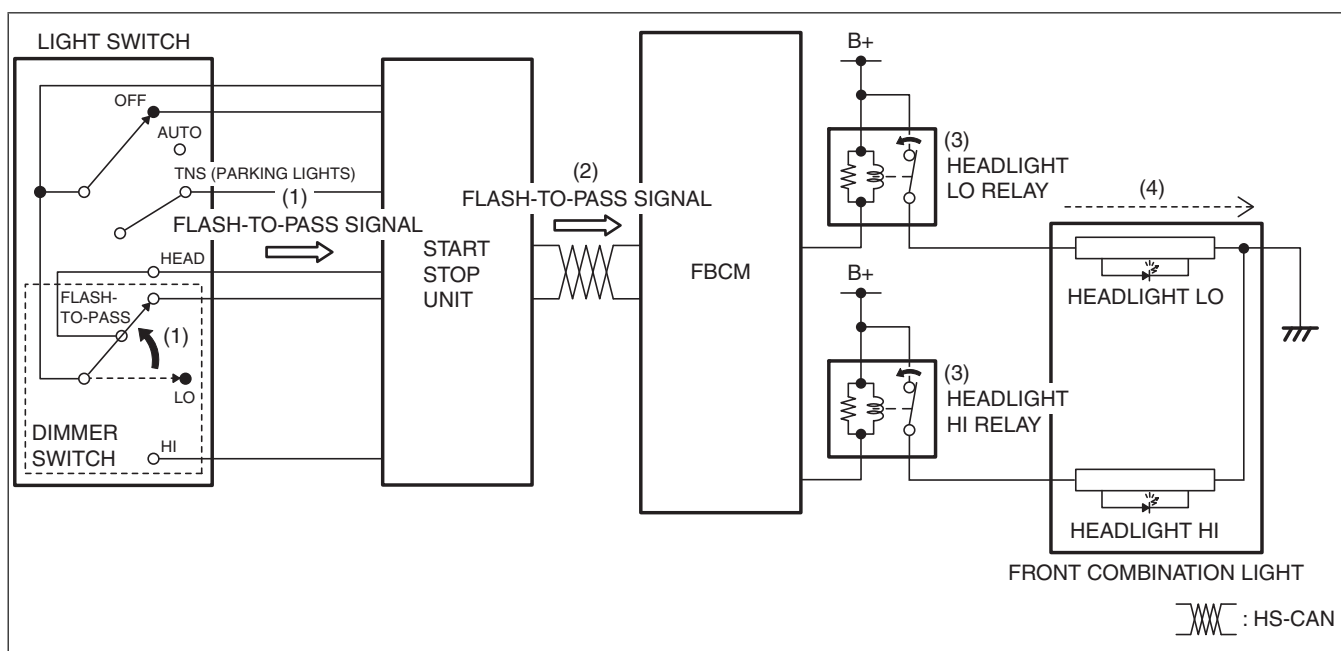 LIGHT SWITCH
OFF
AUTO
TNS (PARKING LIGHTS)
(1)
FLASH-TO-PASS SIGNAL
HEAD
FLASH-
TO-PASS
(1)
LO
DIMMER
SWITCH
HI
START
STOP
UNIT
(2)
FLASH-TO-PASS SIGNAL
FBCM
B+
(3)
HEADLIGHT
LO RELAY
B+
(3)
HEADLIGHT
HI RELAY
(4)
HEADLIGHT LO
HEADLIGHT HI
FRONT COMBINATION LIGHT
: HS-CAN